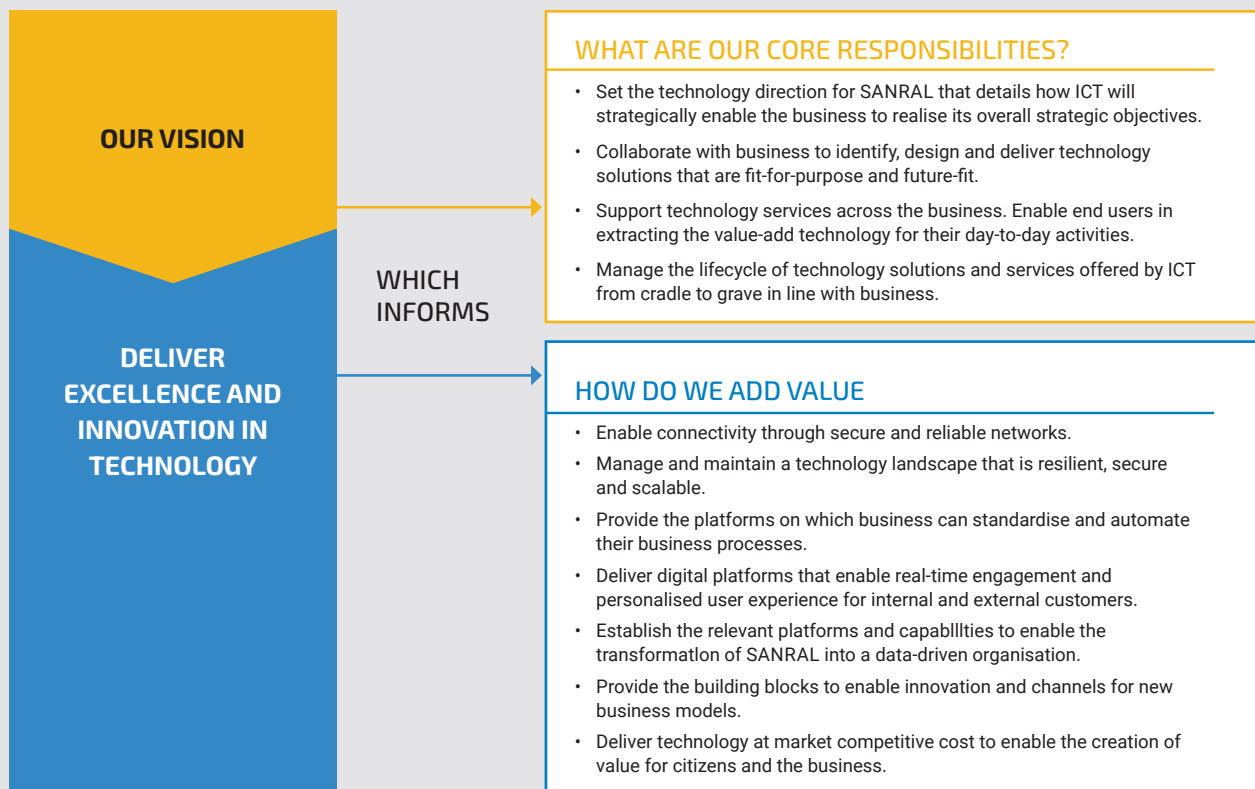 OUR VISION
DELIVER
EXCELLENCE AND
INNOVATION IN
TECHNOLOGY
WHICH
INFORMS
WHAT ARE OUR CORE RESPONSIBILITIES?
• Set the technology direction for SANRAL that details how ICT will
strategically enable the business to realise its overall strategic objectives.
• Collaborate with business to identify, design and deliver technology
solutions that are fit-for-purpose and future-fit.
• Support technology services across the business. Enable end users in
extracting the value-add technology for their day-to-day activities.
• Manage the lifecycle of technology solutions and services offered by ICT
from cradle to grave in line with business.
HOW DO WE ADD VALUE
• Enable connectivity through secure and reliable networks.
• Manage and maintain a technology landscape that is resilient, secure
and scalable.
• Provide the platforms on which business can standardise and automate
their business processes.
• Deliver digital platforms that enable real-time engagement and
personalised user experience for internal and external customers.
• Establish the relevant platforms and capablllties to enable the
transformatlon of SANRAL into a data-driven organisation.
• Provide the building blocks to enable innovation and channels for new
business models.
• Deliver technology at market competitive cost to enable the creation of
value for citizens and the business.